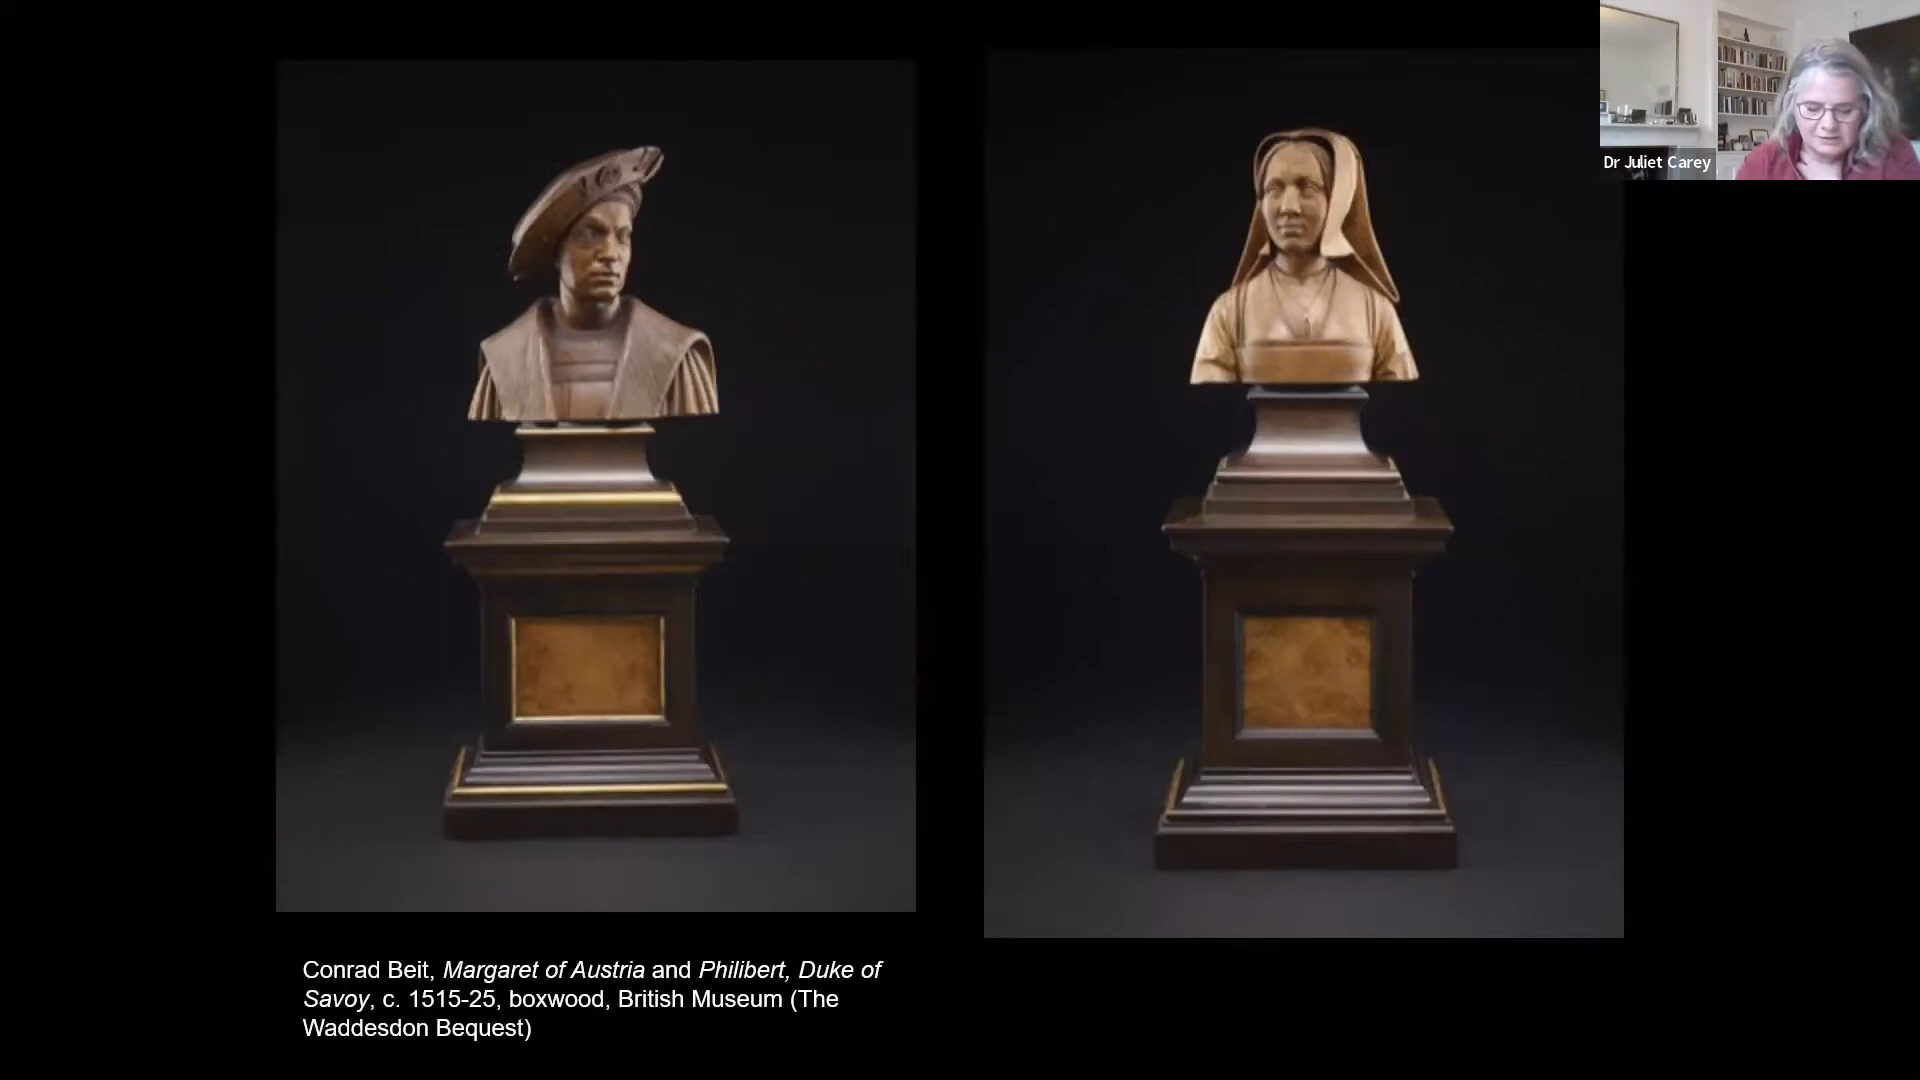 Dr Juliet Carey
Conrad Beit, Margaret of Austria and Philibert, Duke of
Savoy, c. 1515-25, boxwood, British Museum (The
Waddesdon Bequest)